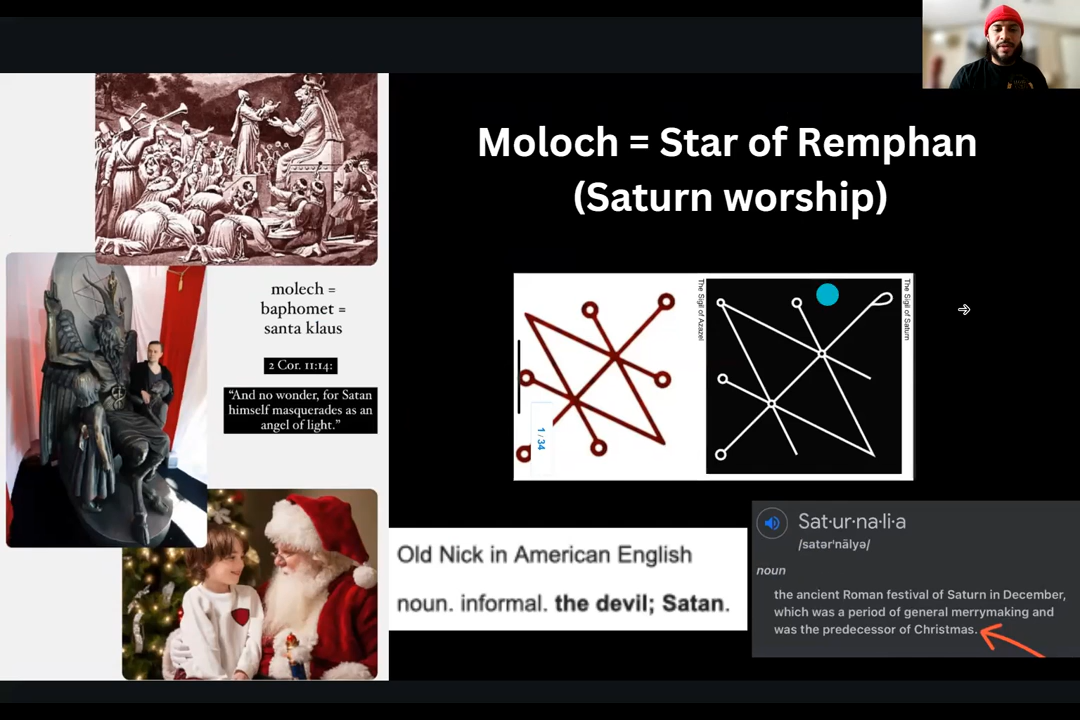 Moloch = Star of Remphan
(Saturn worship)
molech =
baphomet =
santa klaus
2 Cor. 11:14:
“And no wonder, for Satan
himself masquerades as an
angel of light.”
The Sigil of Azazel
The Sigil of Saturn
1/34
Old Nick in American English
noun. informal. the devil; Satan.
Sat·ur·na·li·a
/ˌsatərˈnālyə/
noun
the ancient Roman festival of Saturn in December,
which was a period of general merrymaking and
was the predecessor of Christmas.